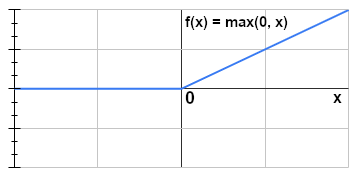 f(x) = max(0, x)
0
x